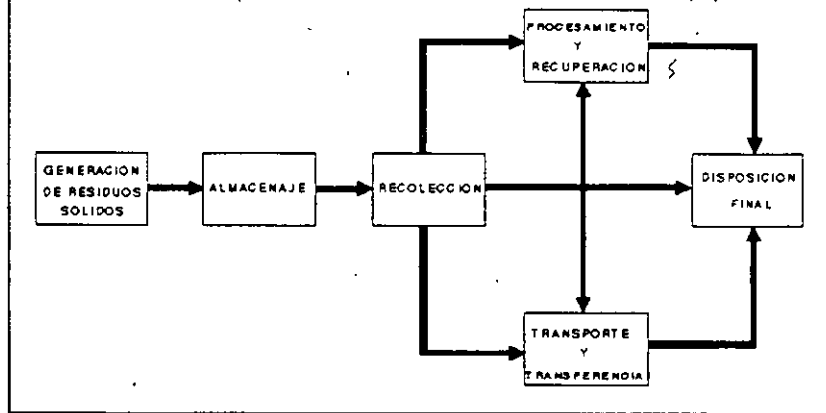 GENERACION
DE RESIDUOS
SOLIDOS
ALMACENAJE
RECOLECCION
PROCESAMIENTO
Y
RECUPERACION
TRANSPORTE
Y
TRANSFERENCIA
DISPOSICION
FINAL